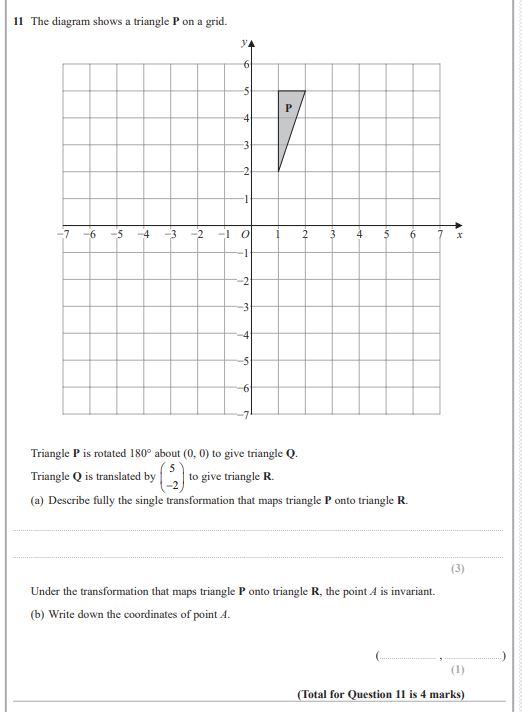 11 The diagram shows a triangle P on a grid.
y
6
5
P
4
3
2
1
-7 -6 -5 -4 -3 -2 -1 O 1 2 3 4 5 6 7 x
-1
-2
-3
-4
-5
-6
-7
Triangle P is rotated 180° about (0, 0) to give triangle Q.
Triangle Q is translated by (5 -2) to give triangle R.
(a) Describe fully the single transformation that maps triangle P onto triangle R.
(3)
Under the transformation that maps triangle P onto triangle R, the point A is invariant.
(b) Write down the coordinates of point A.
(.................... , ....................)
(1)
(Total for Question 11 is 4 marks)